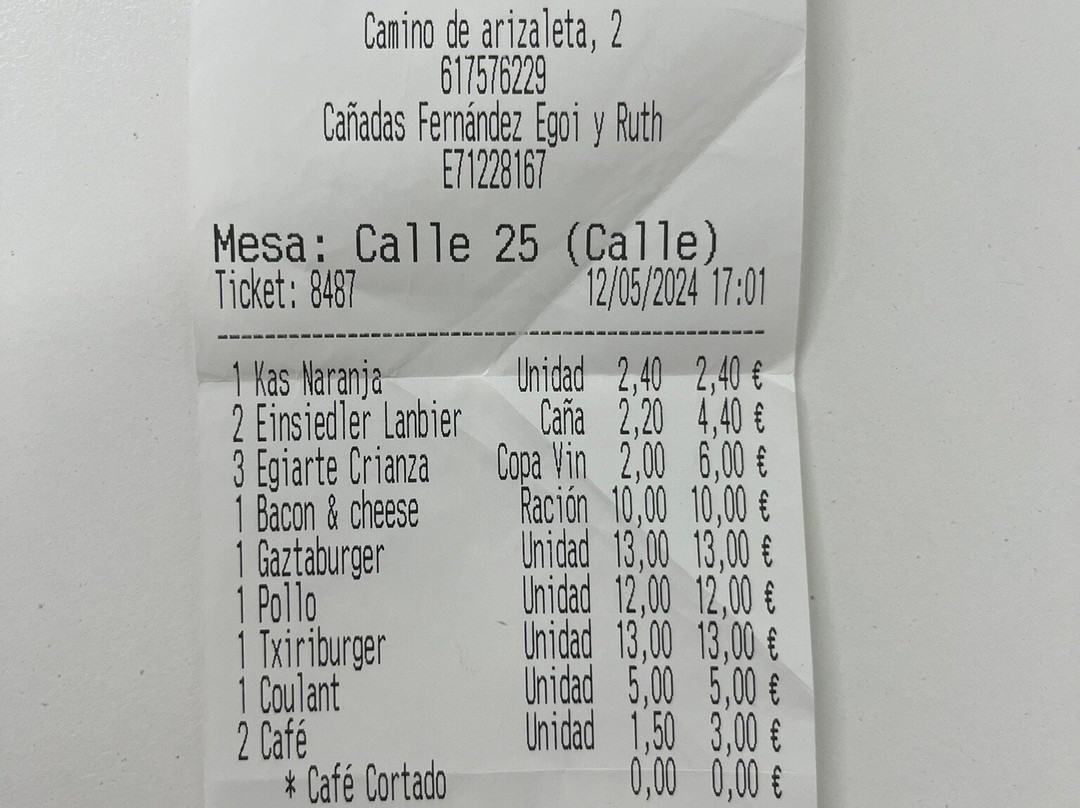 Camino de arizaleta, 2
617576229
Cañadas Fernández Egoi y Ruth
E71228167
Mesa: Calle 25 (Calle)
Ticket: 8487 12/05/2024 17:01
1 Kas Naranja Unidad 2,40 2,40 €
2 Einsiedler Lanbier Caña 2,20 4,40 €
3 Egiarte Crianza Copa Vin 2,00 6,00 €
1 Bacon & cheese Ración 10,00 10,00 €
1 Gaztaburger Unidad 13,00 13,00 €
1 Pollo Unidad 12,00 12,00 €
1 Txiriburger Unidad 13,00 13,00 €
1 Coulant Unidad 5,00 5,00 €
2 Café Unidad 1,50 3,00 €
* Café Cortado 0,00 0,00 €